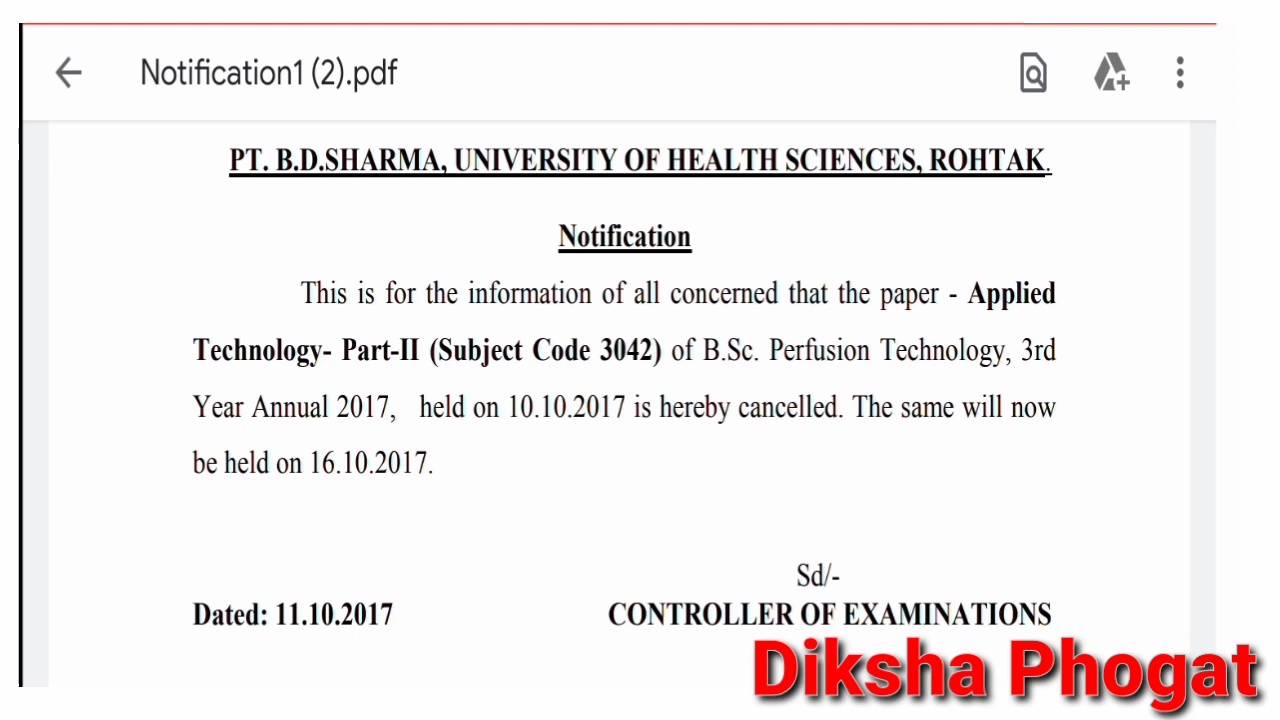 Notification1 (2).pdf
PT. B.D.SHARMA, UNIVERSITY OF HEALTH SCIENCES, ROHTAK.
Notification
This is for the information of all concerned that the paper - Applied
Technology- Part-II (Subject Code 3042) of B.Sc. Perfusion Technology, 3rd
Year Annual 2017, held on 10.10.2017 is hereby cancelled. The same will now
be held on 16.10.2017.
Sd/-
Dated: 11.10.2017 CONTROLLER OF EXAMINATIONS
Diksha Phogat